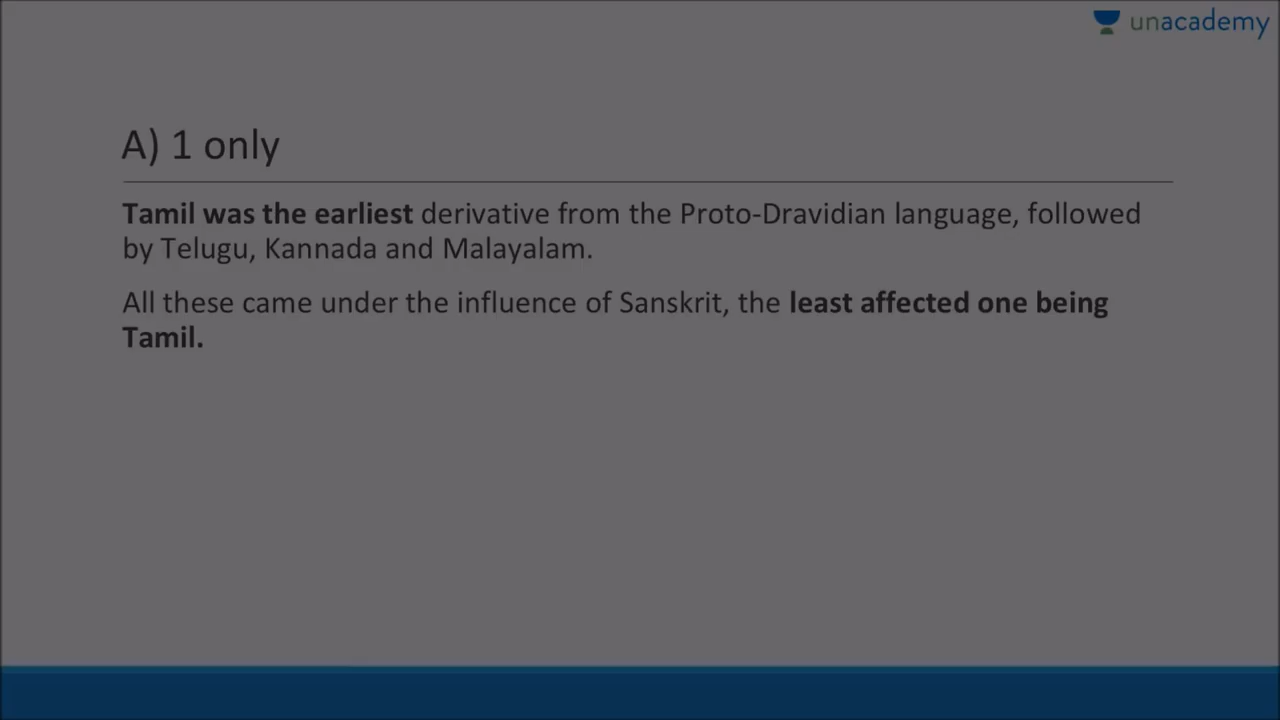 unacademy
A) 1 only
Tamil was the earliest derivative from the Proto-Dravidian language, followed
by Telugu, Kannada and Malayalam.
All these came under the influence of Sanskrit, the least affected one being
Tamil.